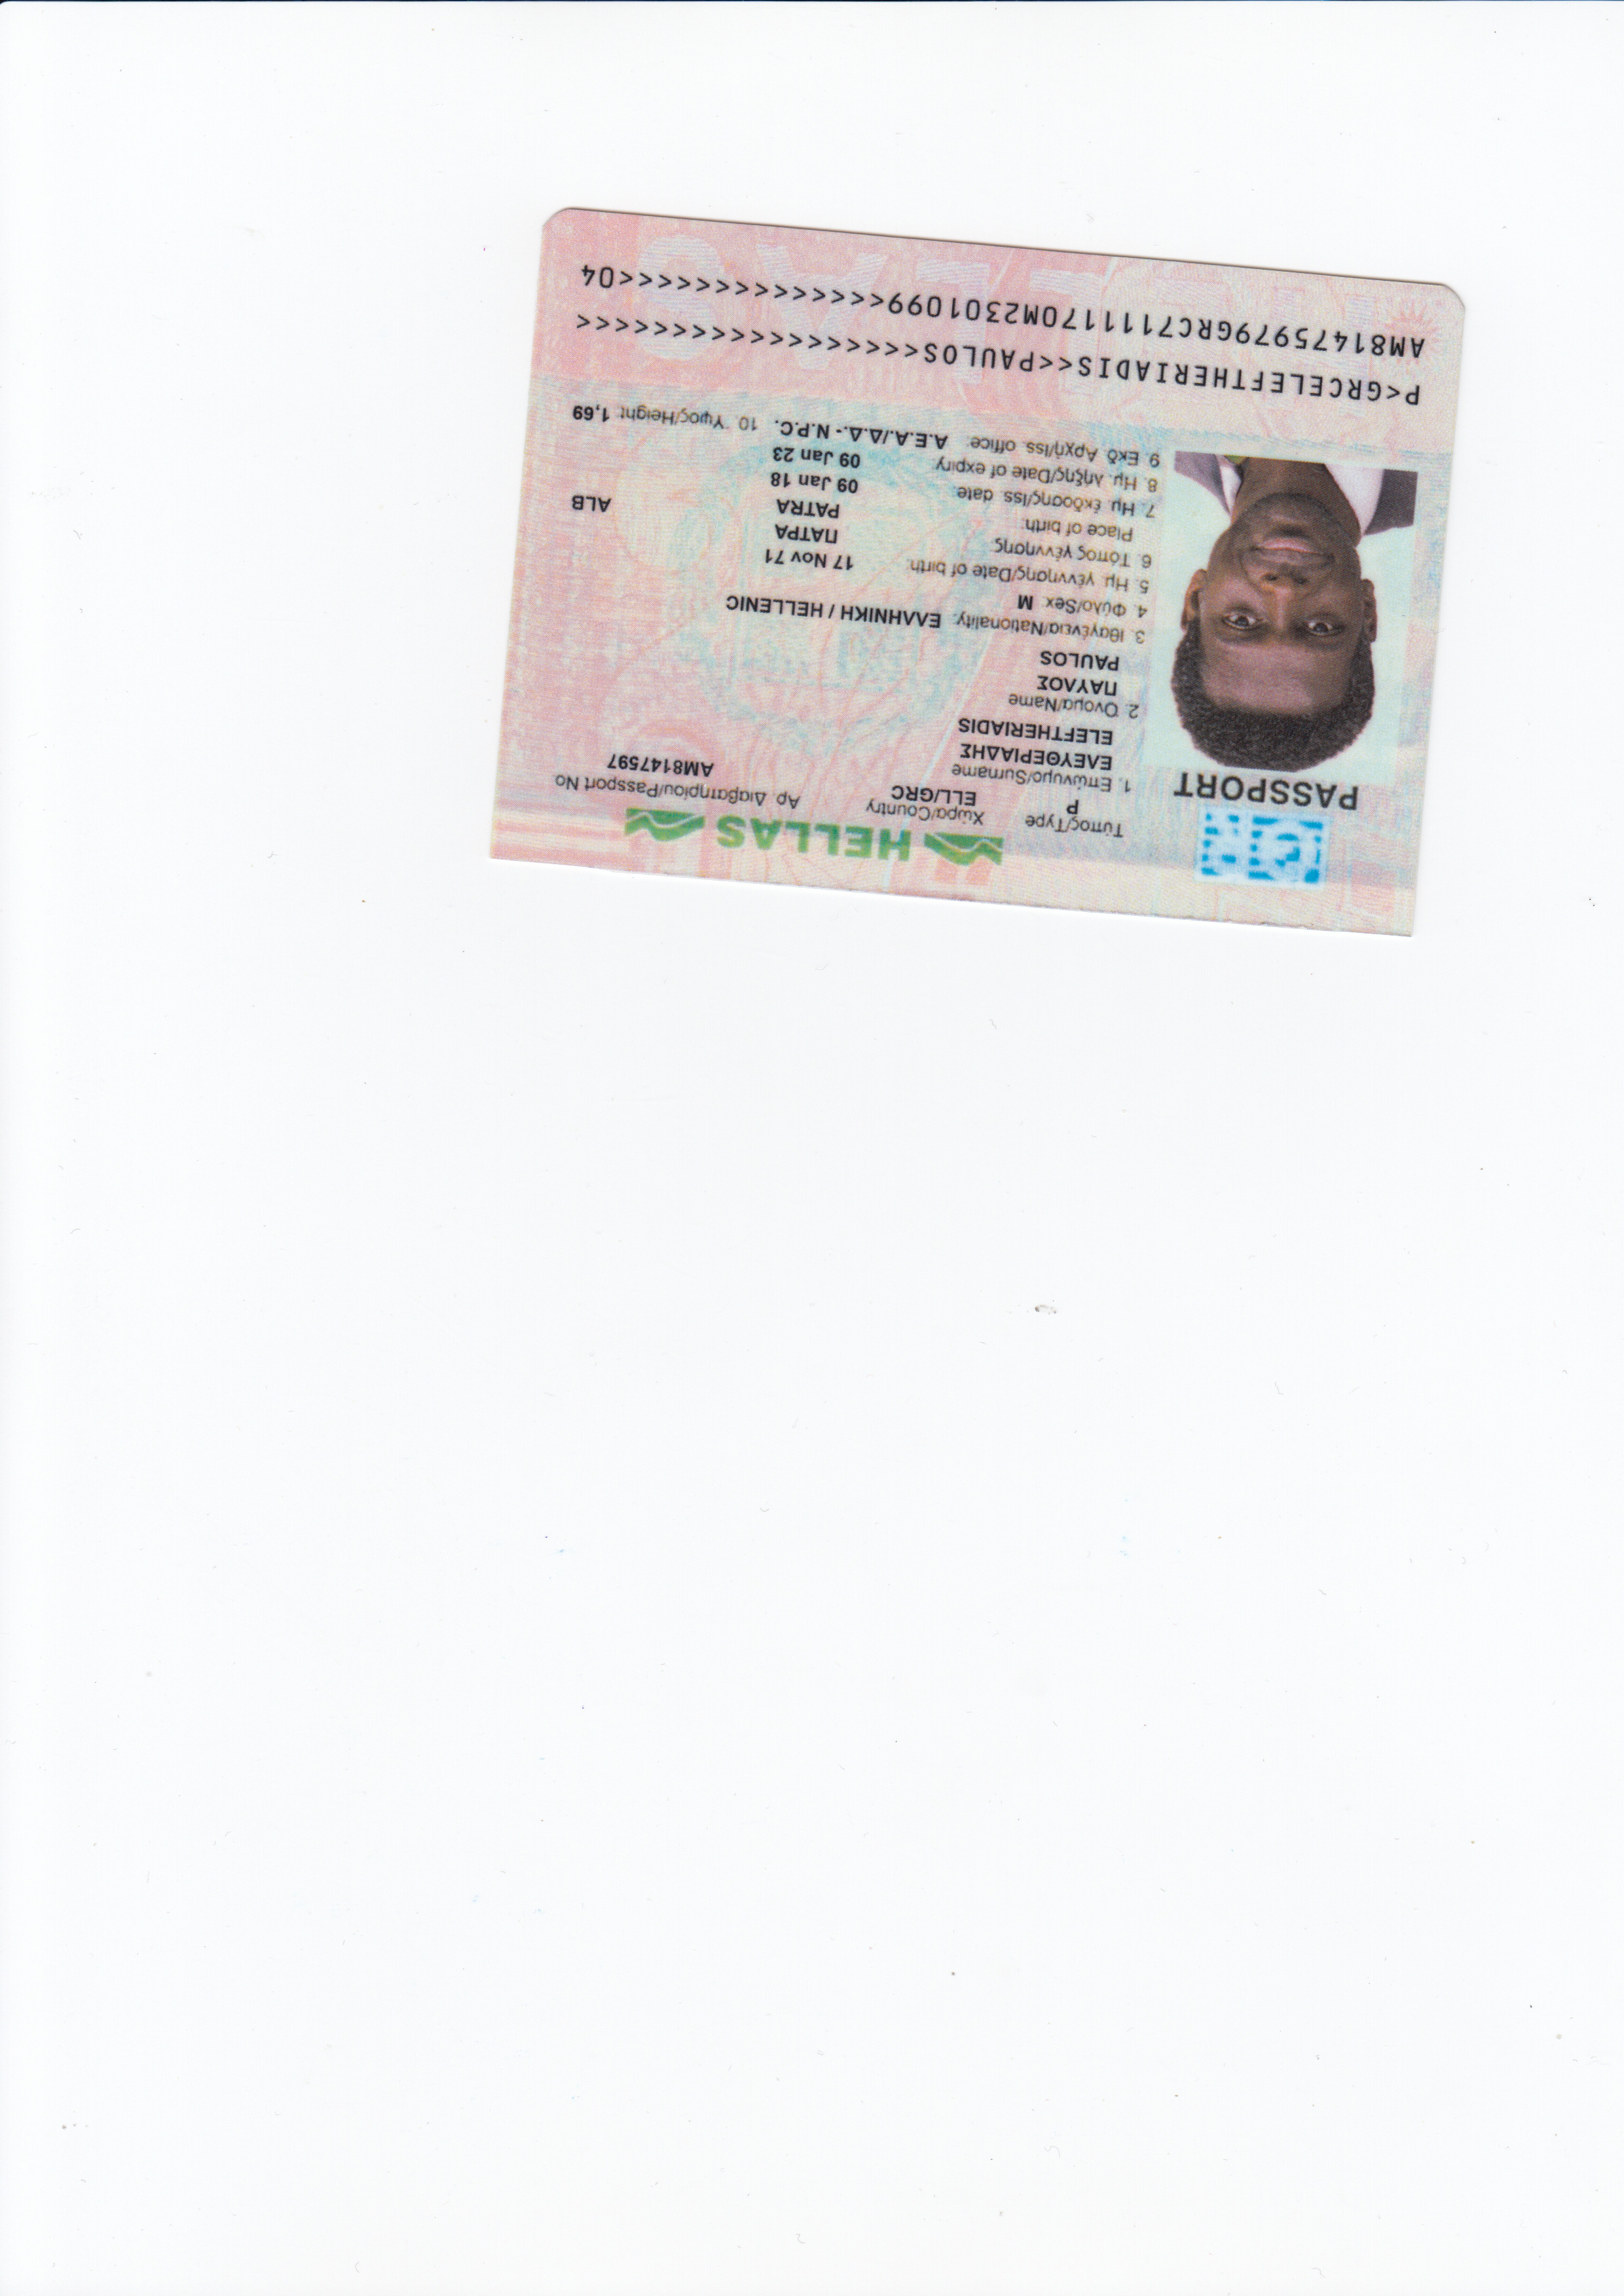 HELLAS
PASSPORT
Τύπος/Type Χώρα/Country Αρ. Διαβατηρίου/Passport No
P ΕΛΛ/GRC AM8147597
1. Επώνυμο/Surname
ΕΛΕΥΘΕΡΙΑΔΗΣ
ELEFTHERIADIS
2. Όνομα/Name
ΠΑΥΛΟΣ
PAULOS
3. Ιθαγένεια/Nationality. ΕΛΛΗΝΙΚΗ / HELLENIC
4. Φύλο/Sex M
5. Ημ. γέννησης/Date of birth. 17 Nov 71
6. Τόπος γέννησης ΠΑΤΡΑ
Place of birth. PATRA ALB
7. Ημ. έκδοσης/Iss. date. 09 Jan 18
8. Ημ. λήξης/Date of expiry. 09 Jan 23
9. Εκδ. Αρχή/Iss. office. Α.Ε.Α./Δ.Δ.- N.P.C. 10. Υψος/Height. 1,69
P<GRCELEFTHERIADIS<<PAULOS<<<<<<<<<<<<<<<<<<
AM81475979GRC7111170M2301099<<<<<<<<<<<<<<04